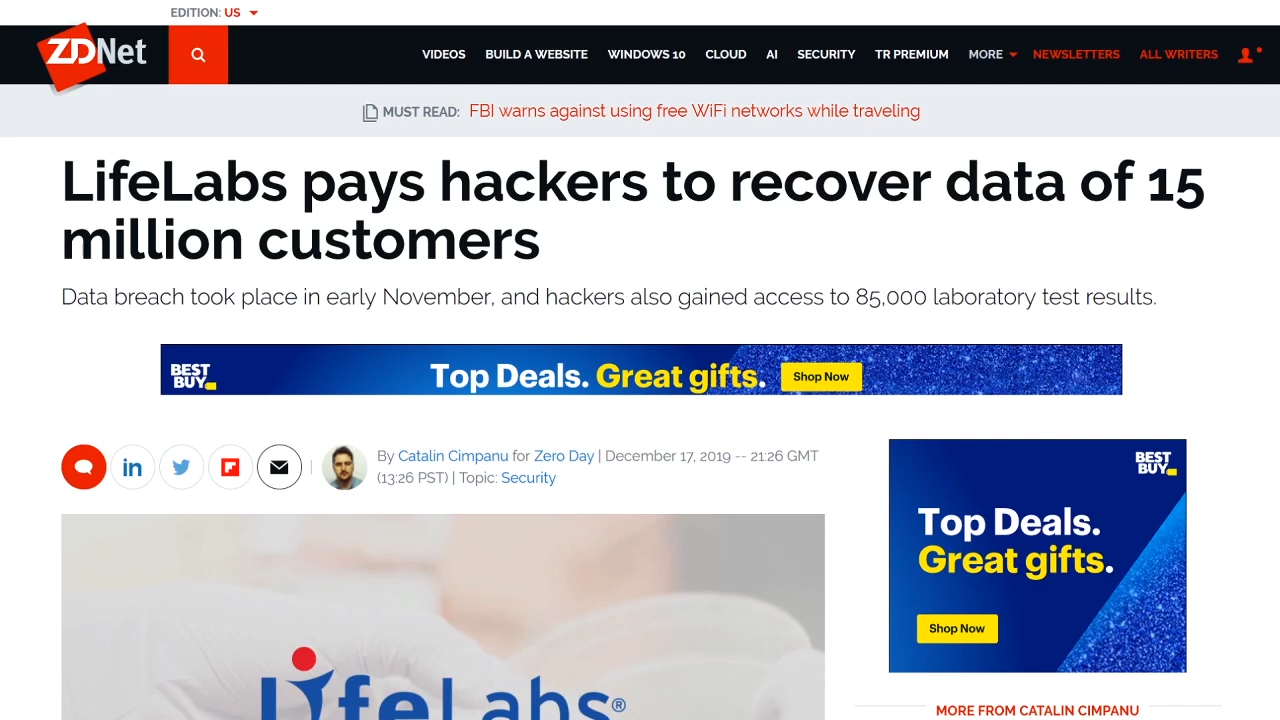 EDITION: US
ZDNet
VIDEOS BUILD A WEBSITE WINDOWS 10 CLOUD AI SECURITY TR PREMIUM MORE NEWSLETTERS ALL WRITERS
MUST READ: FBI warns against using free WiFi networks while traveling
LifeLabs pays hackers to recover data of 15
million customers
Data breach took place in early November, and hackers also gained access to 85,000 laboratory test results.
BEST
BUY
Top Deals. Great gifts. Shop Now
in
By Catalin Cimpanu for Zero Day | December 17, 2019 -- 21:26 GMT
(13:26 PST) | Topic: Security
BEST
BUY
Top Deals.
Great gifts.
Shop Now
LifeLabs®
MORE FROM CATALIN CIMPANU